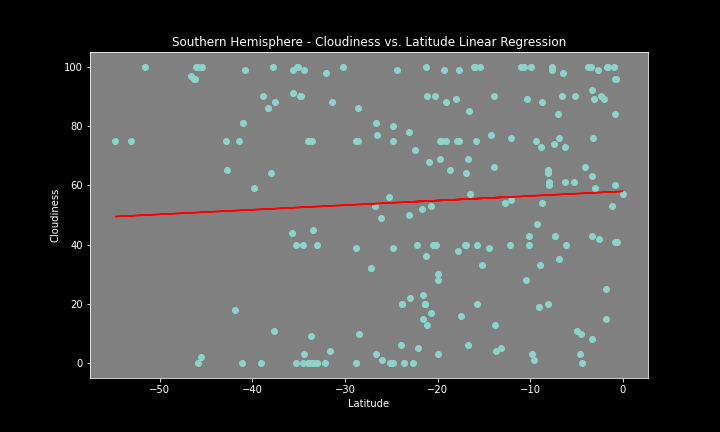 Southern Hemisphere - Cloudiness vs. Latitude Linear Regression
100
80
60
40
20
0
Cloudiness
−50 −40 −30 −20 −10 0
Latitude